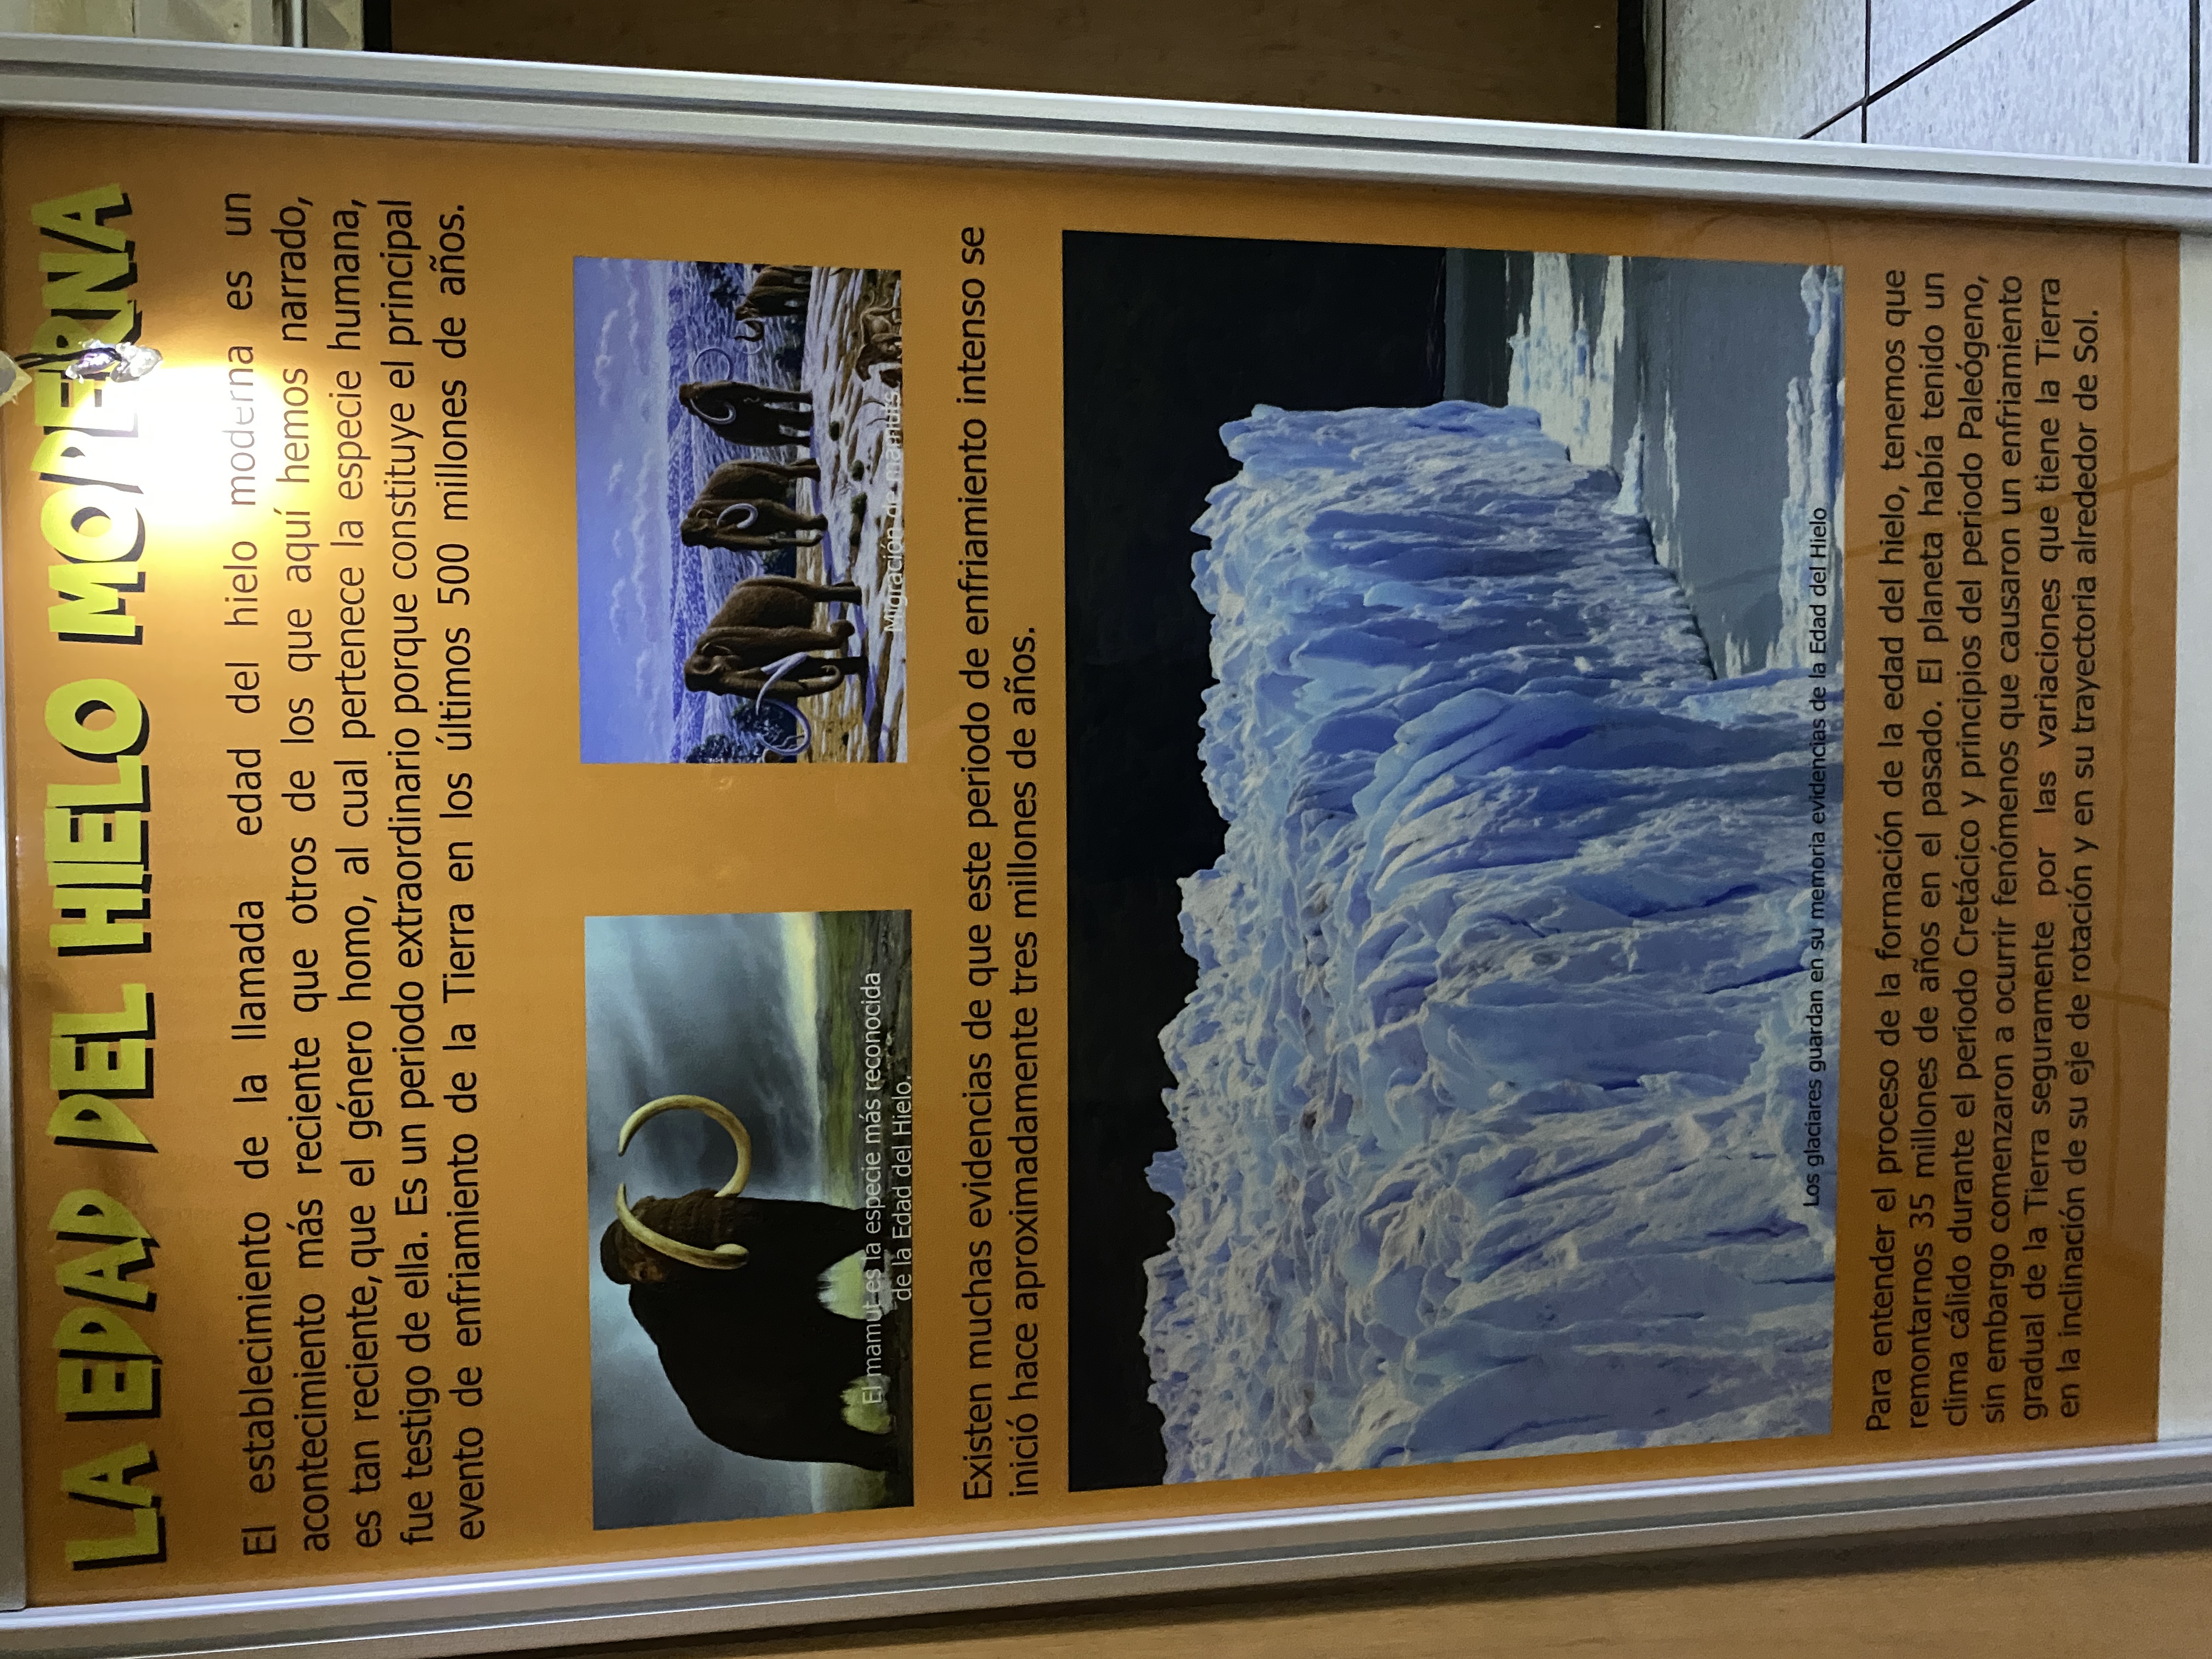 LA EDAD DEL HIELO MODERNA
El establecimiento de la llamada edad del hielo moderna es un
acontecimiento más reciente que otros de los que aquí hemos narrado,
es tan reciente, que el género homo, al cual pertenece la especie humana,
fue testigo de ella. Es un periodo extraordinario porque constituye el principal
evento de enfriamiento de la Tierra en los últimos 500 millones de años.
El mamut es la especie más reconocida
de la Edad del Hielo.
Migración de mamuts.
Existen muchas evidencias de que este periodo de enfriamiento intenso se
inició hace aproximadamente tres millones de años.
Los glaciares guardan en su memoria evidencias de la Edad del Hielo
Para entender el proceso de la formación de la edad del hielo, tenemos que
remontarnos 35 millones de años en el pasado. El planeta había tenido un
clima cálido durante el periodo Cretácico y principios del periodo Paleógeno,
sin embargo comenzaron a ocurrir fenómenos que causaron un enfriamiento
gradual de la Tierra seguramente por las variaciones que tiene la Tierra
en la inclinación de su eje de rotación y en su trayectoria alrededor de Sol.